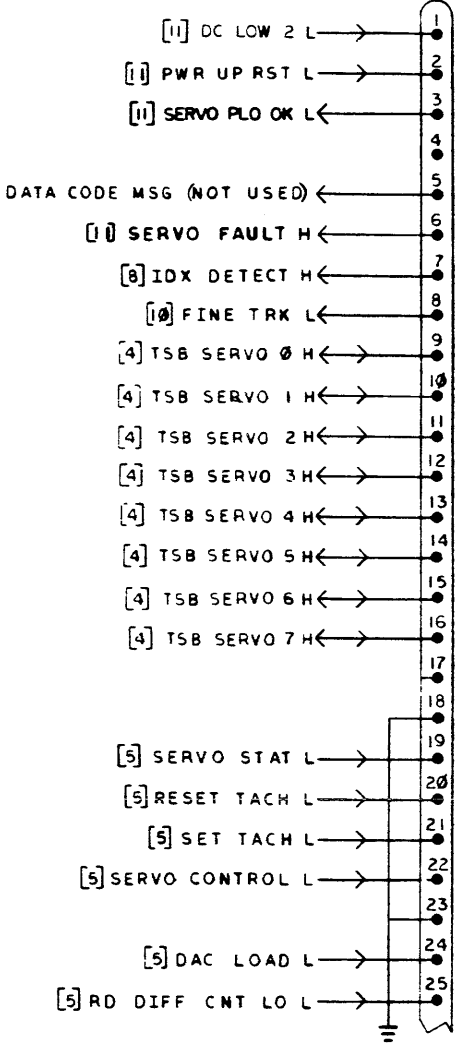 [11] DC LOW 2 L 1
[11] PWR UP RST L 2
[11] SERVO PLO OK L 3
4
DATA CODE MSG (NOT USED) 5
[11] SERVO FAULT H 6
[8] IDX DETECT H 7
[10] FINE TRK L 8
[4] TSB SERVO 0 H 9
[4] TSB SERVO 1 H 10
[4] TSB SERVO 2 H 11
[4] TSB SERVO 3 H 12
[4] TSB SERVO 4 H 13
[4] TSB SERVO 5 H 14
[4] TSB SERVO 6 H 15
[4] TSB SERVO 7 H 16
17
18
[5] SERVO STAT L 19
[5] RESET TACH L 20
[5] SET TACH L 21
[5] SERVO CONTROL L 22
23
[5] DAC LOAD L 24
[5] RD DIFF CNT LO L 25